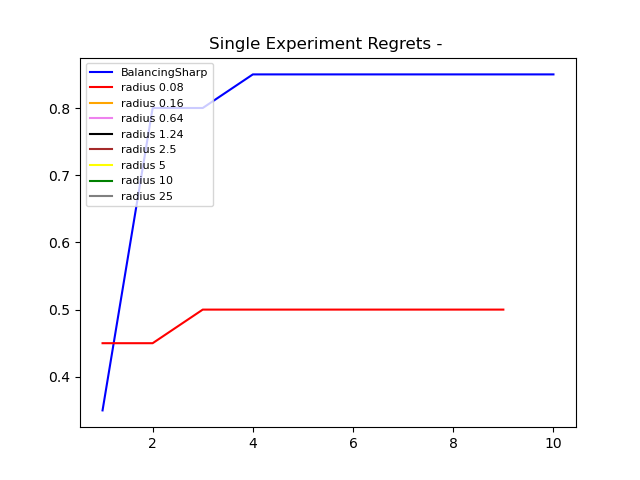 Single Experiment Regrets -
BalancingSharp
radius 0.08
radius 0.16
radius 0.64
radius 1.24
radius 2.5
radius 5
radius 10
radius 25
0.8
0.7
0.6
0.5
0.4
2 4 6 8 10